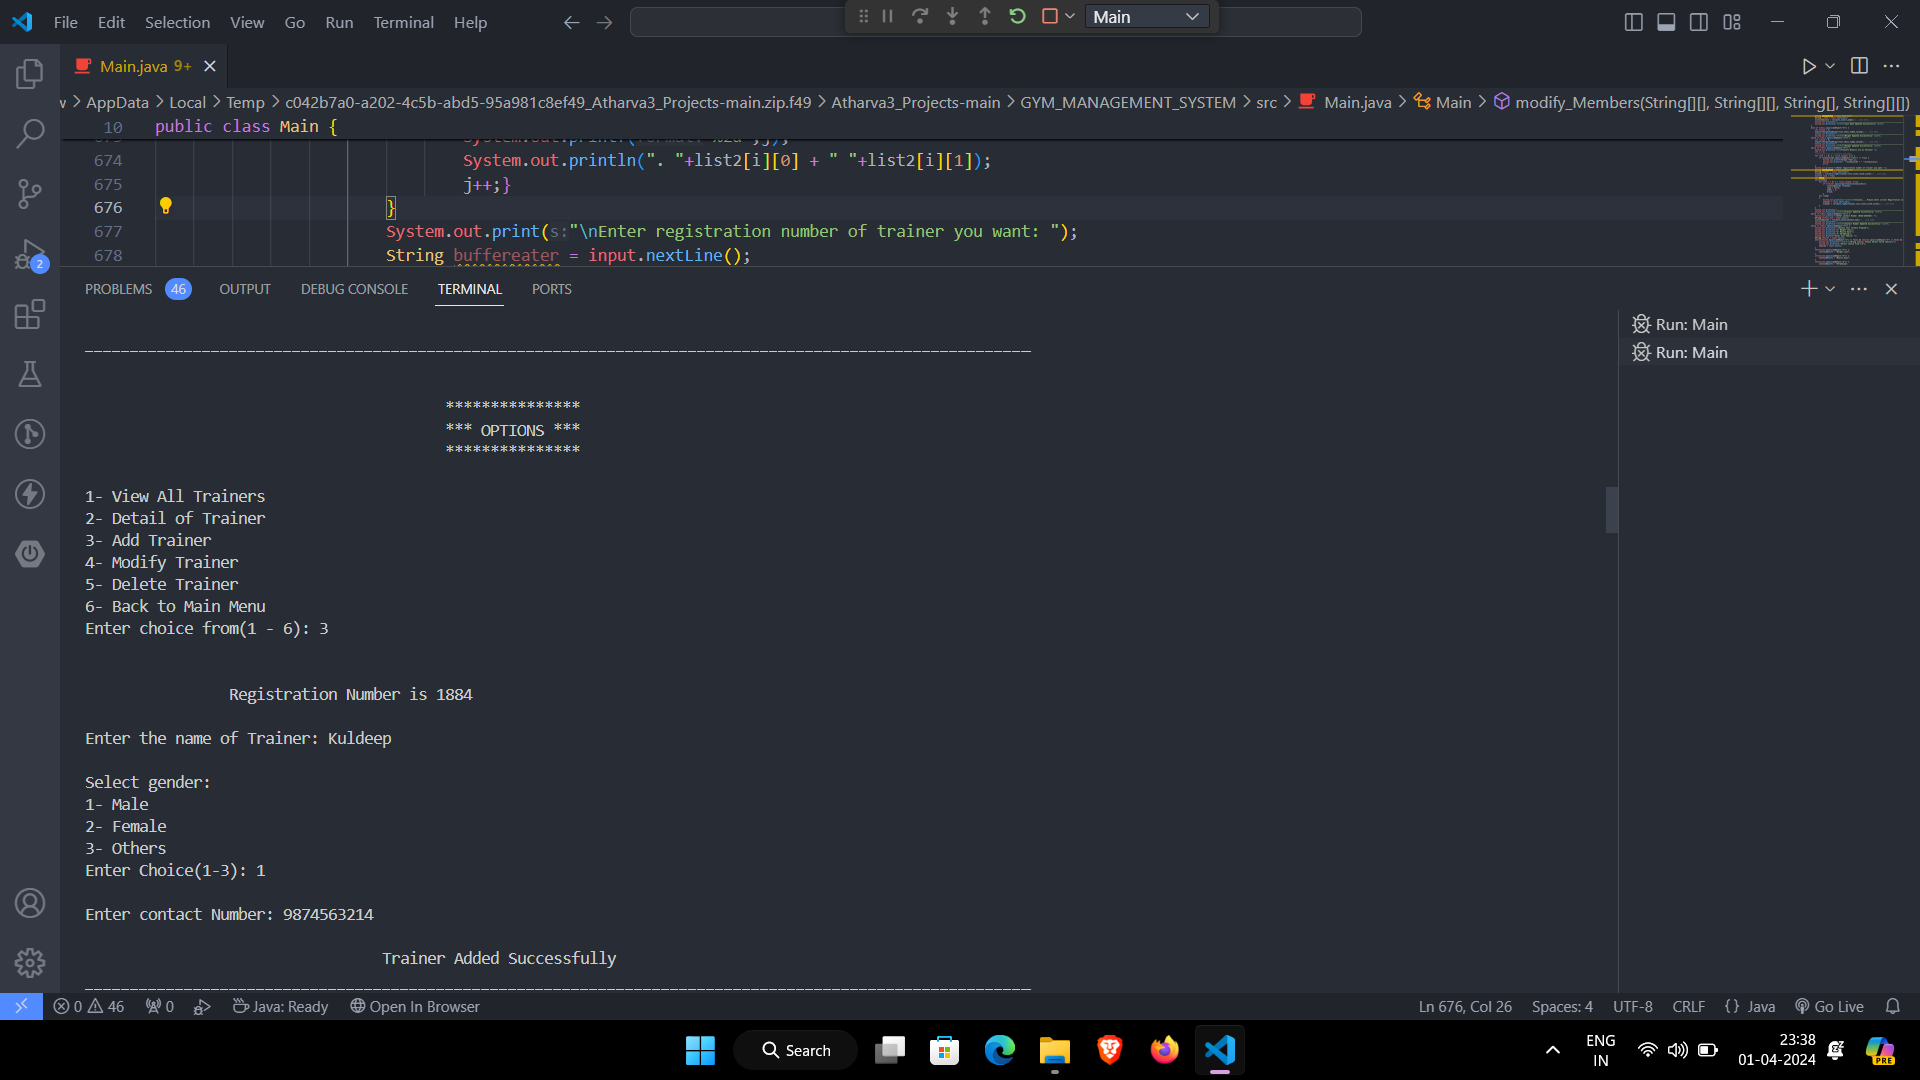 File Edit Selection View Go Run Terminal Help
Main
Main.java 9+
AppData > Local > Temp > c042b7a0-a202-4c5b-abd5-95a981c8ef49_Atharva3_Projects-main.zip.f49 > Atharva3_Projects-main > GYM_MANAGEMENT_SYSTEM > src > Main.java > Main > modify_Members(String[][], String[][], String[], String[][])
10 public class Main {
674 System.out.println(". "+list2[i][0] + " "+list2[i][1]);
675 j++;}
676 }
677 System.out.print(s:"\nEnter registration number of trainer you want: ");
678 String buffereater = input.nextLine();
PROBLEMS 46 OUTPUT DEBUG CONSOLE TERMINAL PORTS
Run: Main
Run: Main
***************
*** OPTIONS ***
***************
1- View All Trainers
2- Detail of Trainer
3- Add Trainer
4- Modify Trainer
5- Delete Trainer
6- Back to Main Menu
Enter choice from(1 - 6): 3
Registration Number is 1884
Enter the name of Trainer: Kuldeep
Select gender:
1- Male
2- Female
3- Others
Enter Choice(1-3): 1
Enter contact Number: 9874563214
Trainer Added Successfully
2
0 46 0 Java: Ready Open In Browser Ln 676, Col 26 Spaces: 4 UTF-8 CRLF {} Java Go Live
Search
ENG
IN
23:38
01-04-2024
PRE